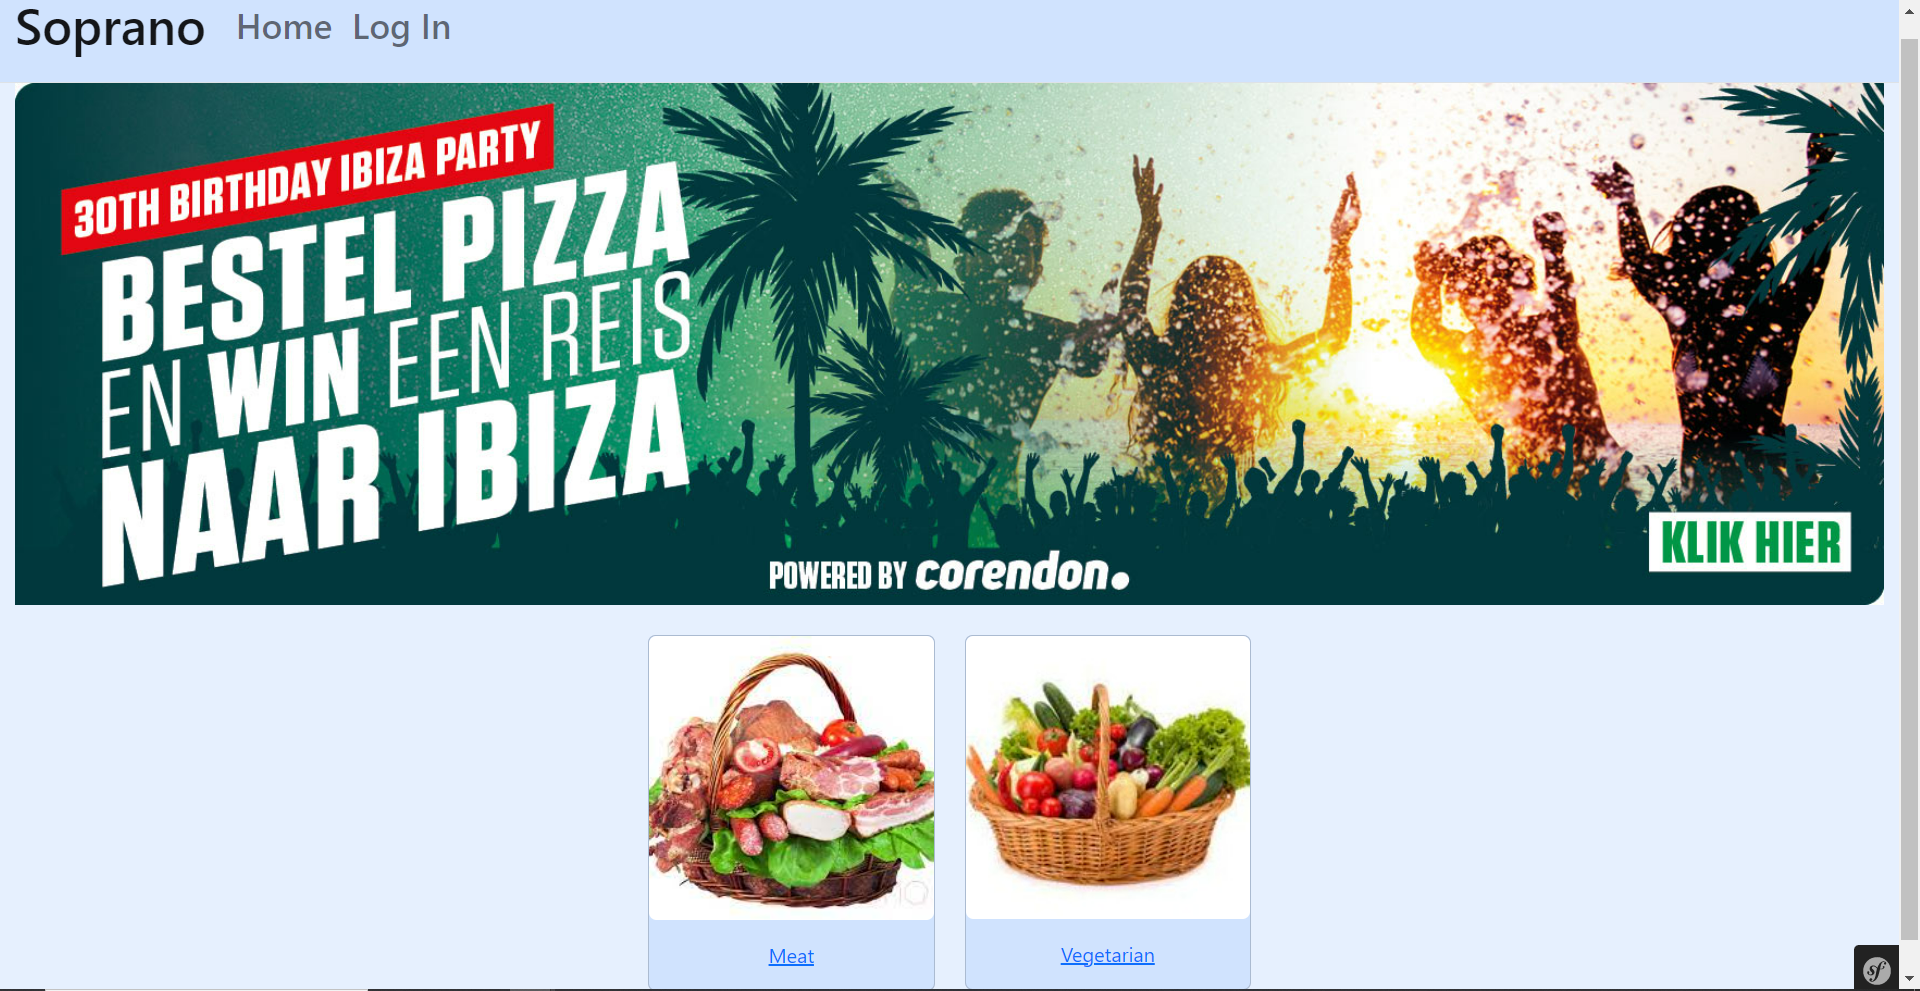 Soprano Home Log In
30TH BIRTHDAY IBIZA PARTY
BESTEL PIZZA
EN WIN EEN REIS
NAAR IBIZA
POWERED BY corendon.
KLIK HIER
Meat
Vegetarian
sf